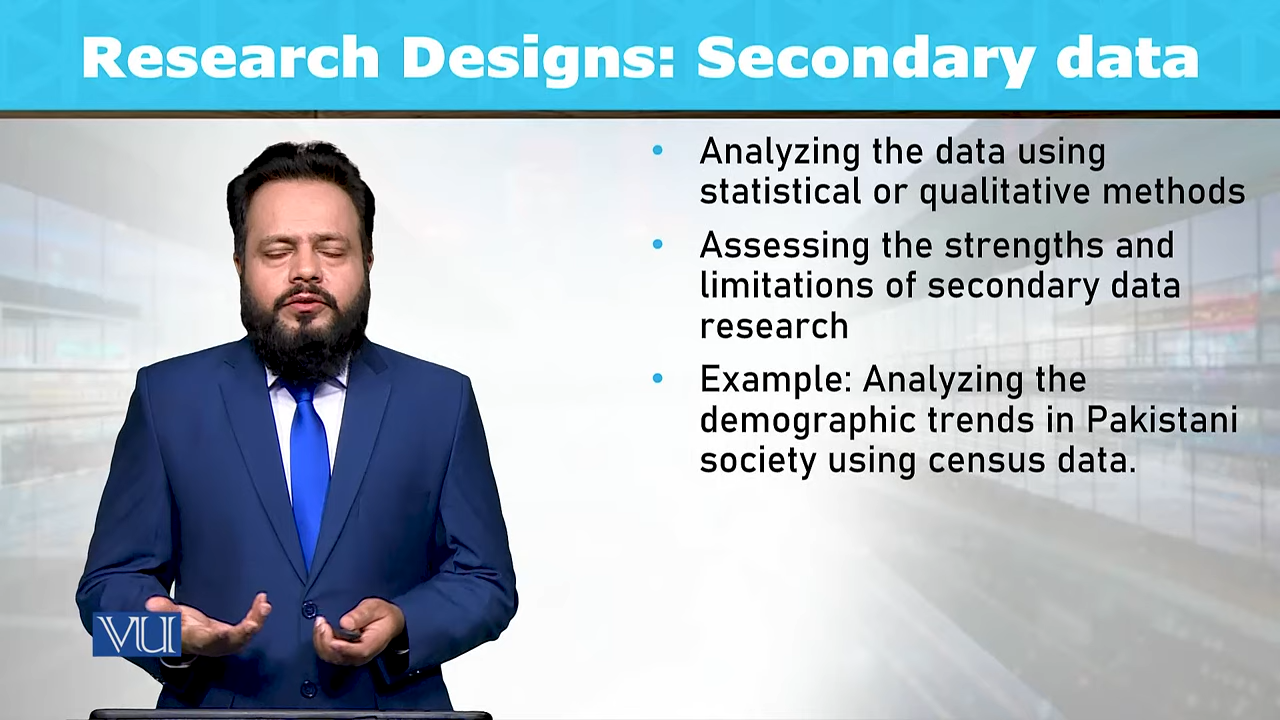 Research Designs: Secondary data
• Analyzing the data using
statistical or qualitative methods
• Assessing the strengths and
limitations of secondary data
research
• Example: Analyzing the
demographic trends in Pakistani
society using census data.
VU